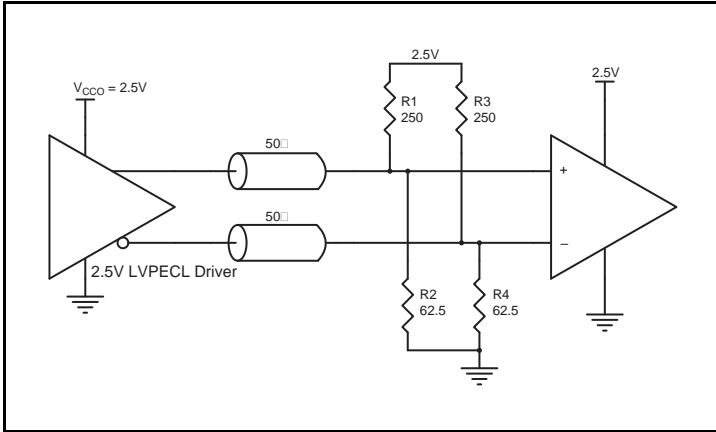 2.5V
V_CCO = 2.5V
2.5V
R1
250
R3
250
50□
+
50□
−
2.5V LVPECL Driver
R2
62.5
R4
62.5